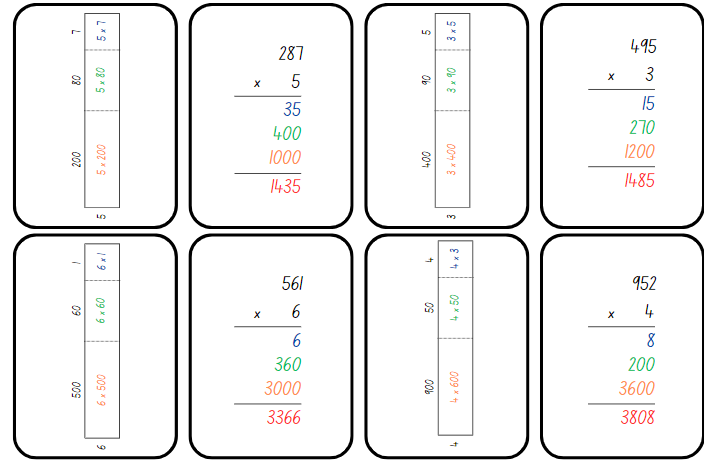 7 5 x 7
80 5 x 80
200 5 x 200
5
287
x 5
35
400
1000
1435
5 3 x 5
90 3 x 90
400 3 x 400
3
495
x 3
15
270
1200
1485
1 6 x 1
60 6 x 60
500 6 x 500
6
561
x 6
6
360
3000
3366
4 4 x 3
50 4 x 50
900 4 x 600
4
952
x 4
8
200
3600
3808